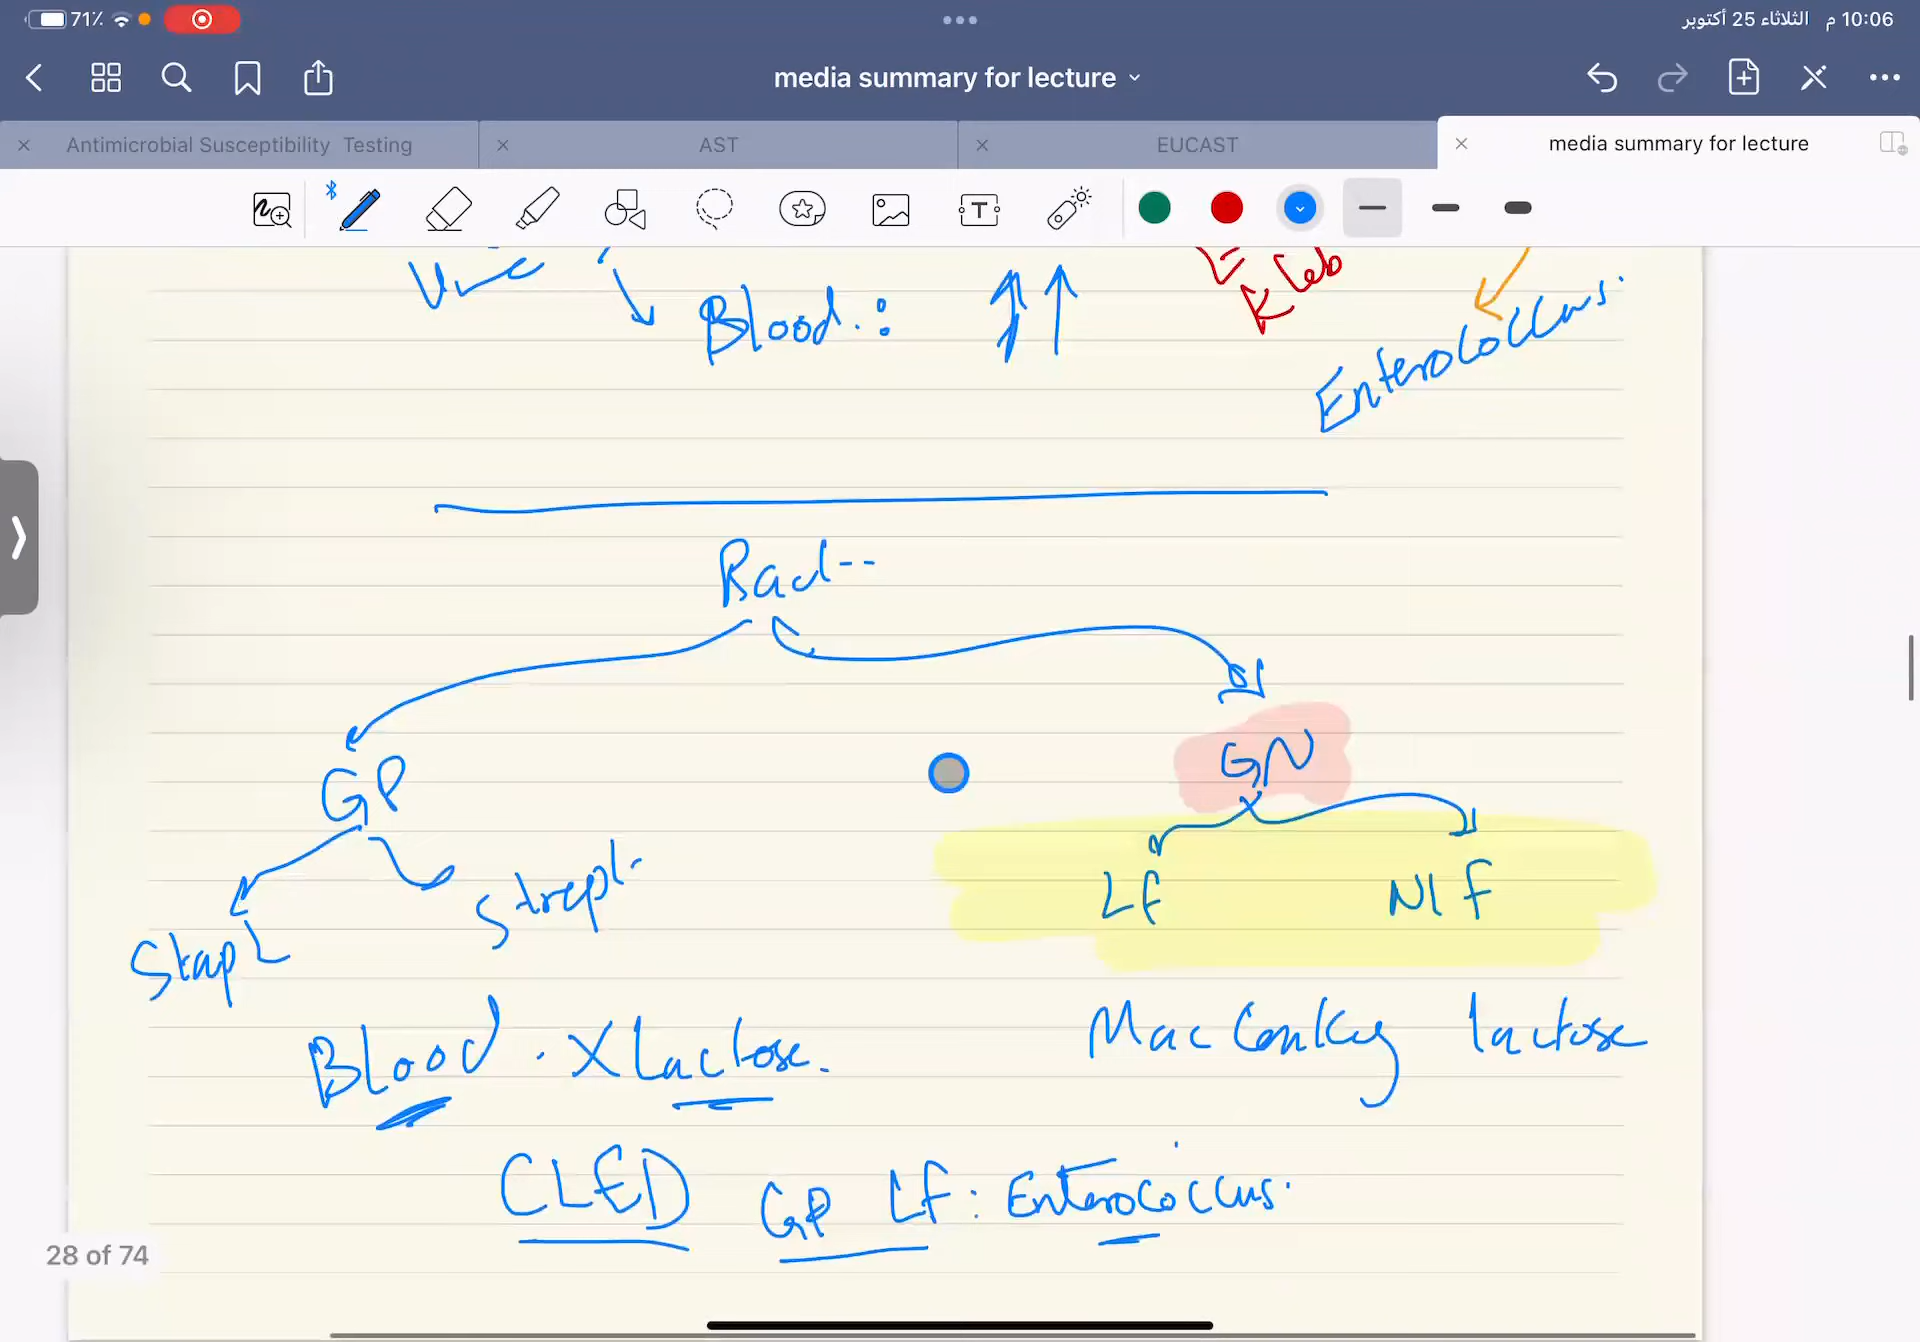 71% 10:06 م الثلاثاء 25 أكتوبر
media summary for lecture
Antimicrobial Susceptibility Testing AST EUCAST media summary for lecture
T
Kleb
Blood.:
Enterococcus.
GP GN
LF NLF
Strept.
Staph
Blood . X Lactose. MacConkey lactose
CLED GP LF: Enterococcus.
28 of 74